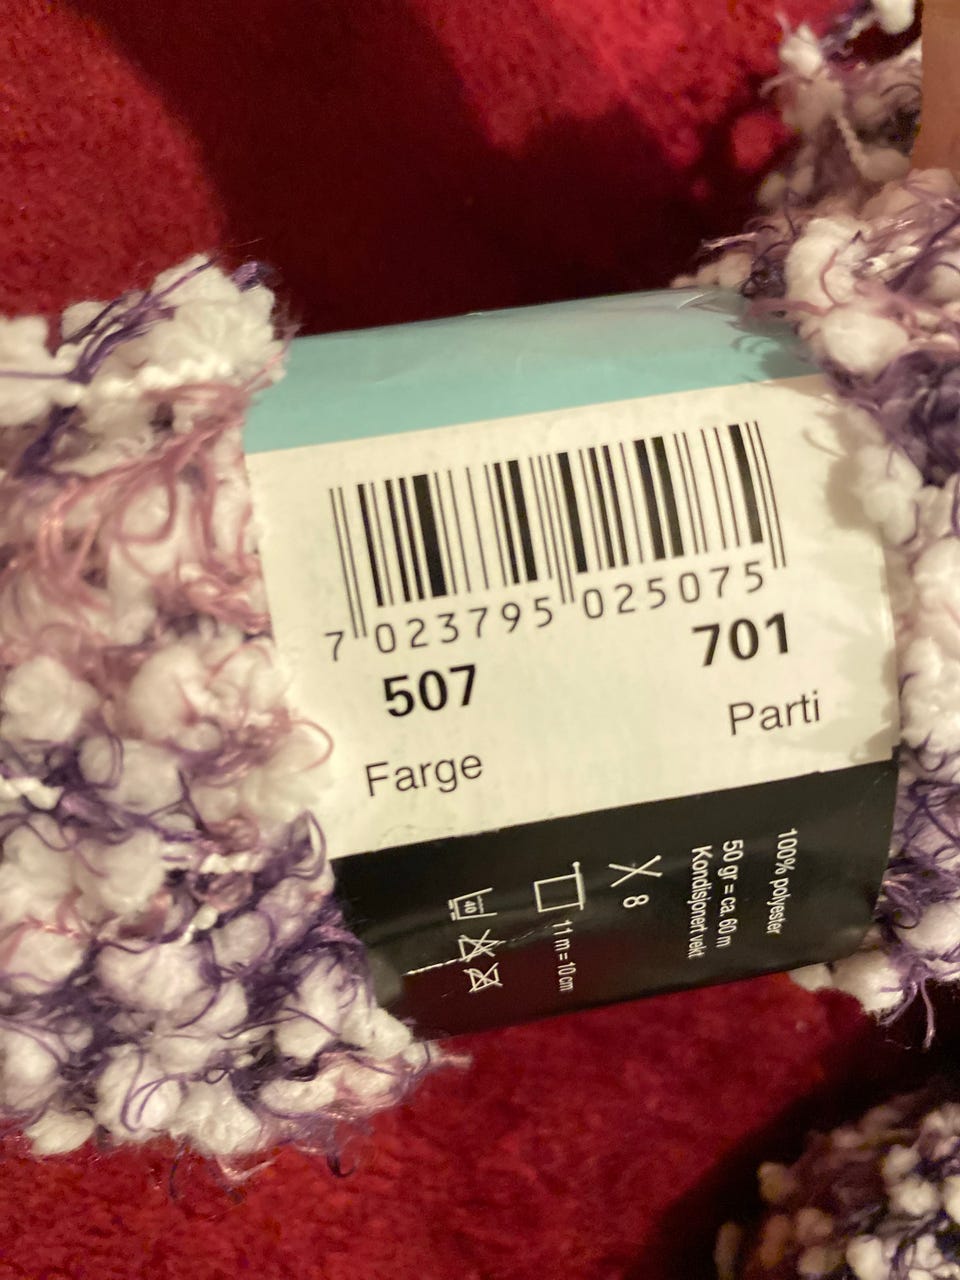 7 023795 025075
507 701
Farge Parti
100% polyester
50 gr = ca. 60 m
Kondisjonert vekt
8
11 m = 10 cm
40